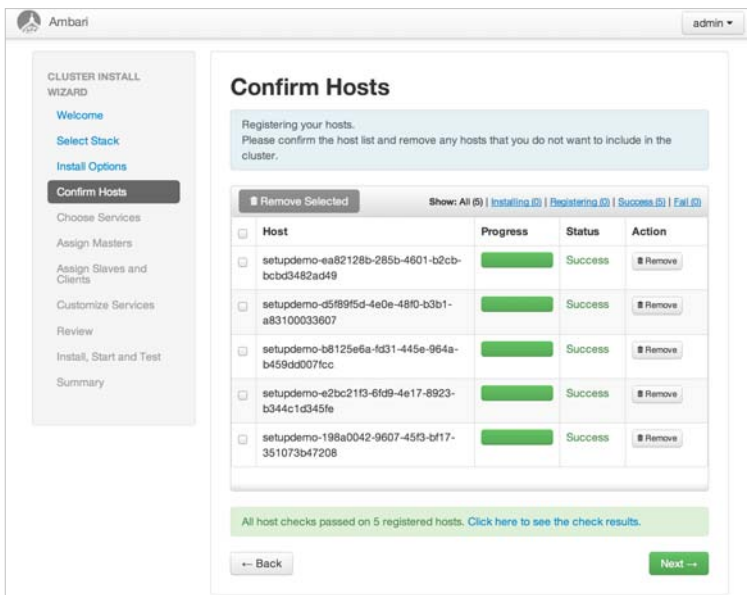 Ambari
admin
CLUSTER INSTALL
WIZARD
Welcome
Select Stack
Install Options
Confirm Hosts
Choose Services
Assign Masters
Assign Slaves and
Clients
Customize Services
Review
Install, Start and Test
Summary
Confirm Hosts
Registering your hosts.
Please confirm the host list and remove any hosts that you do not want to include in the
cluster.
Remove Selected
Show: All (5) | Installing (0) | Registering (0) | Success (5) | Fail (0)
Host Progress Status Action
setupdemo-ea82128b-285b-4601-b2cb-
bcbd3482ad49
Success Remove
setupdemo-d5f89f5d-4e0e-48f0-b3b1-
a83100033607
Success Remove
setupdemo-b8125e6a-fd31-445e-964a-
b459dd007fcc
Success Remove
setupdemo-e2bc21f3-6fd9-4e17-8923-
b344c1d345fe
Success Remove
setupdemo-198a0042-9607-45f3-bf17-
351073b47208
Success Remove
All host checks passed on 5 registered hosts. Click here to see the check results.
← Back
Next →